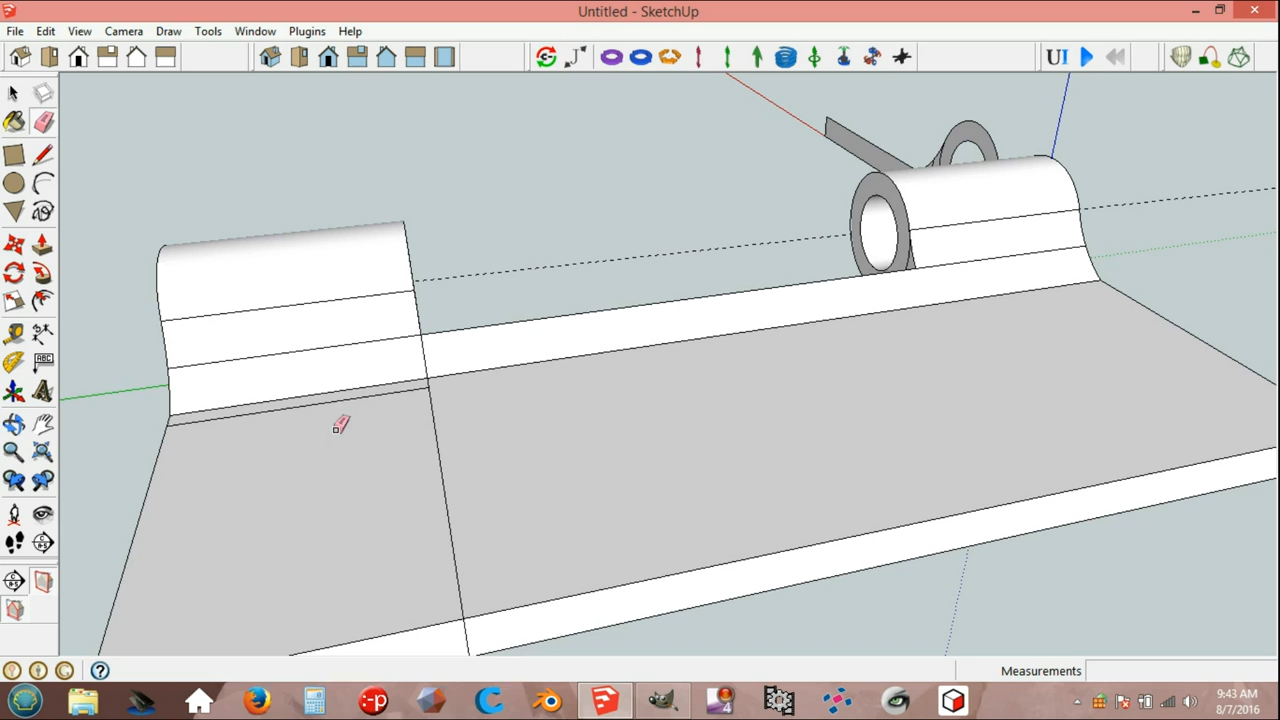 Untitled - SketchUp
File Edit View Camera Draw Tools Window Plugins Help
UI
ABC
Measurements
9:43 AM
8/7/2016